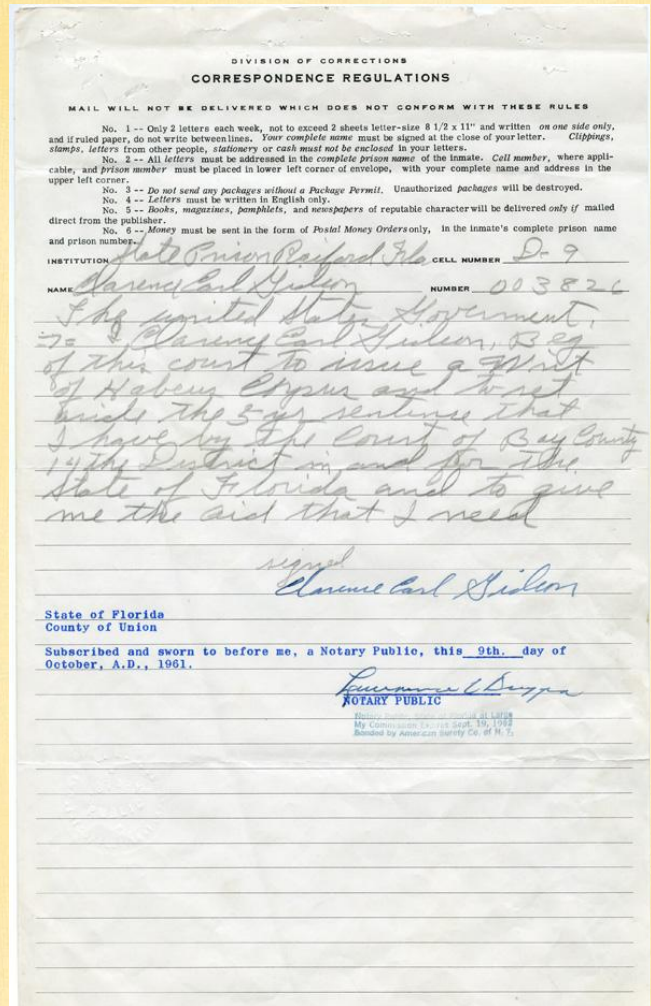 DIVISION OF CORRECTIONS
CORRESPONDENCE REGULATIONS
MAIL WILL NOT BE DELIVERED WHICH DOES NOT CONFORM WITH THESE RULES
No. 1 -- Only 2 letters each week, not to exceed 2 sheets letter-size 8 1/2 x 11" and written on one side only,
and if ruled paper, do not write between lines. Your complete name must be signed at the close of your letter. Clippings,
stamps, letters from other people, stationery or cash must not be enclosed in your letters.
No. 2 -- All letters must be addressed in the complete prison name of the inmate. Cell number, where appli-
cable, and prison number must be placed in lower left corner of envelope, with your complete name and address in the
upper left corner.
No. 3 -- Do not send any packages without a Package Permit. Unauthorized packages will be destroyed.
No. 4 -- Letters must be written in English only.
No. 5 -- Books, magazines, pamphlets, and newspapers of reputable character will be delivered only if mailed
direct from the publisher.
No. 6 -- Money must be sent in the form of Postal Money Orders only, in the inmate's complete prison name
and prison number.
INSTITUTION State Prison Raiford Fla CELL NUMBER D-9
NAME Clarence Earl Gideon NUMBER 003826
The united States Goverment,
I, Clarence Earl Gideon, Beg
of this court to issue a Writ
of Habeus Corpus and to set
aside the 5 yr sentence that
I have by the Court of Bay County
14th District in and for the
State of Florida and to give
me the aid that I need
signed
Clarence Earl Gideon
State of Florida
County of Union
Subscribed and sworn to before me, a Notary Public, this 9th. day of
October, A.D., 1961.
NOTARY PUBLIC
Notary Public, State of Florida at Large
My Commission Expires Sept. 19, 1962
Bonded by American Surety Co. of N. Y.